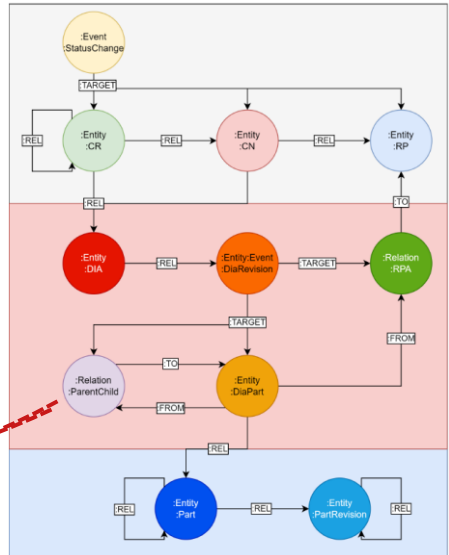 :Event
:StatusChange
:TARGET
:Entity
:CR
:REL
:REL
:Entity
:CN
:REL
:Entity
:RP
:REL
:TO
:Entity
:DIA
:REL
:Entity:Event
:DiaRevision
:TARGET
:Relation
:RPA
:TARGET
:FROM
:Relation
:ParentChild
:TO
:FROM
:Entity
:DiaPart
:REL
:REL
:Entity
:Part
:REL
:Entity
:PartRevision
:REL